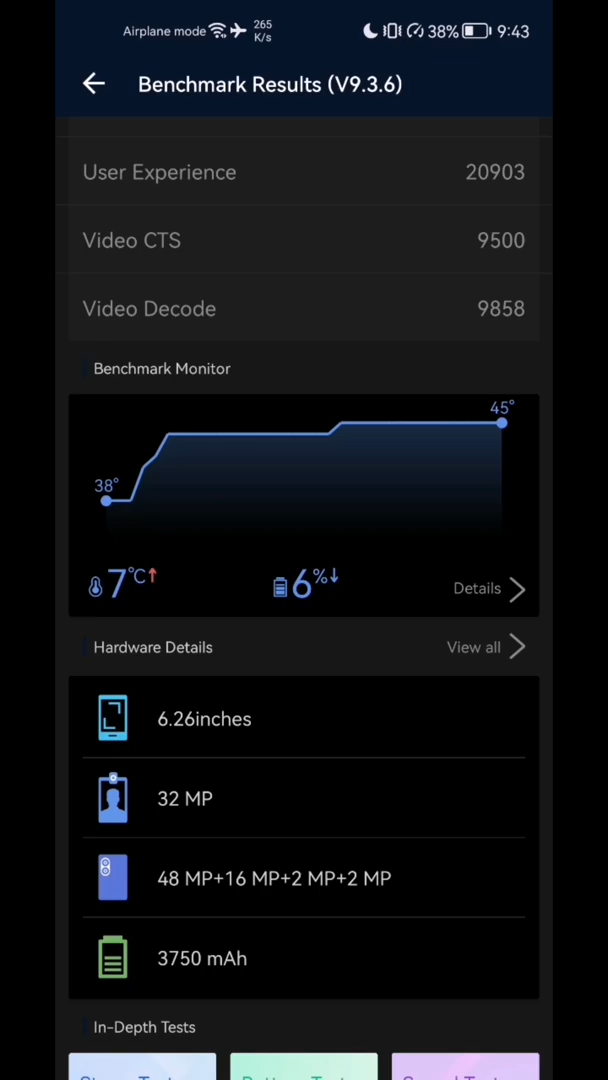 Airplane mode 265 K/s 38% 9:43
Benchmark Results (V9.3.6)
User Experience 20903
Video CTS 9500
Video Decode 9858
Benchmark Monitor
45°
38°
7°C↑ 6%↓ Details
Hardware Details View all
6.26inches
32 MP
48 MP+16 MP+2 MP+2 MP
3750 mAh
In-Depth Tests